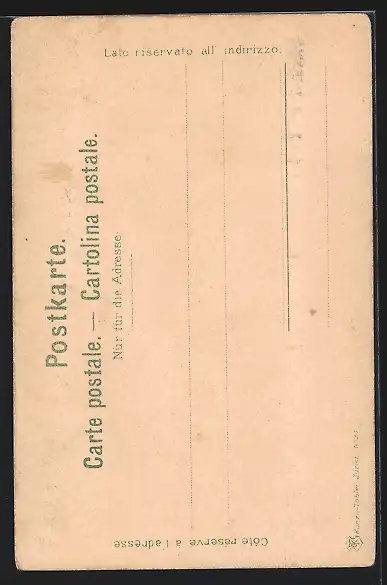 Postkarte.
Carte postale. — Cartolina postale.
Nur für die Adresse
Lato riservato all' indirizzo.
Côté réservé à l'adresse